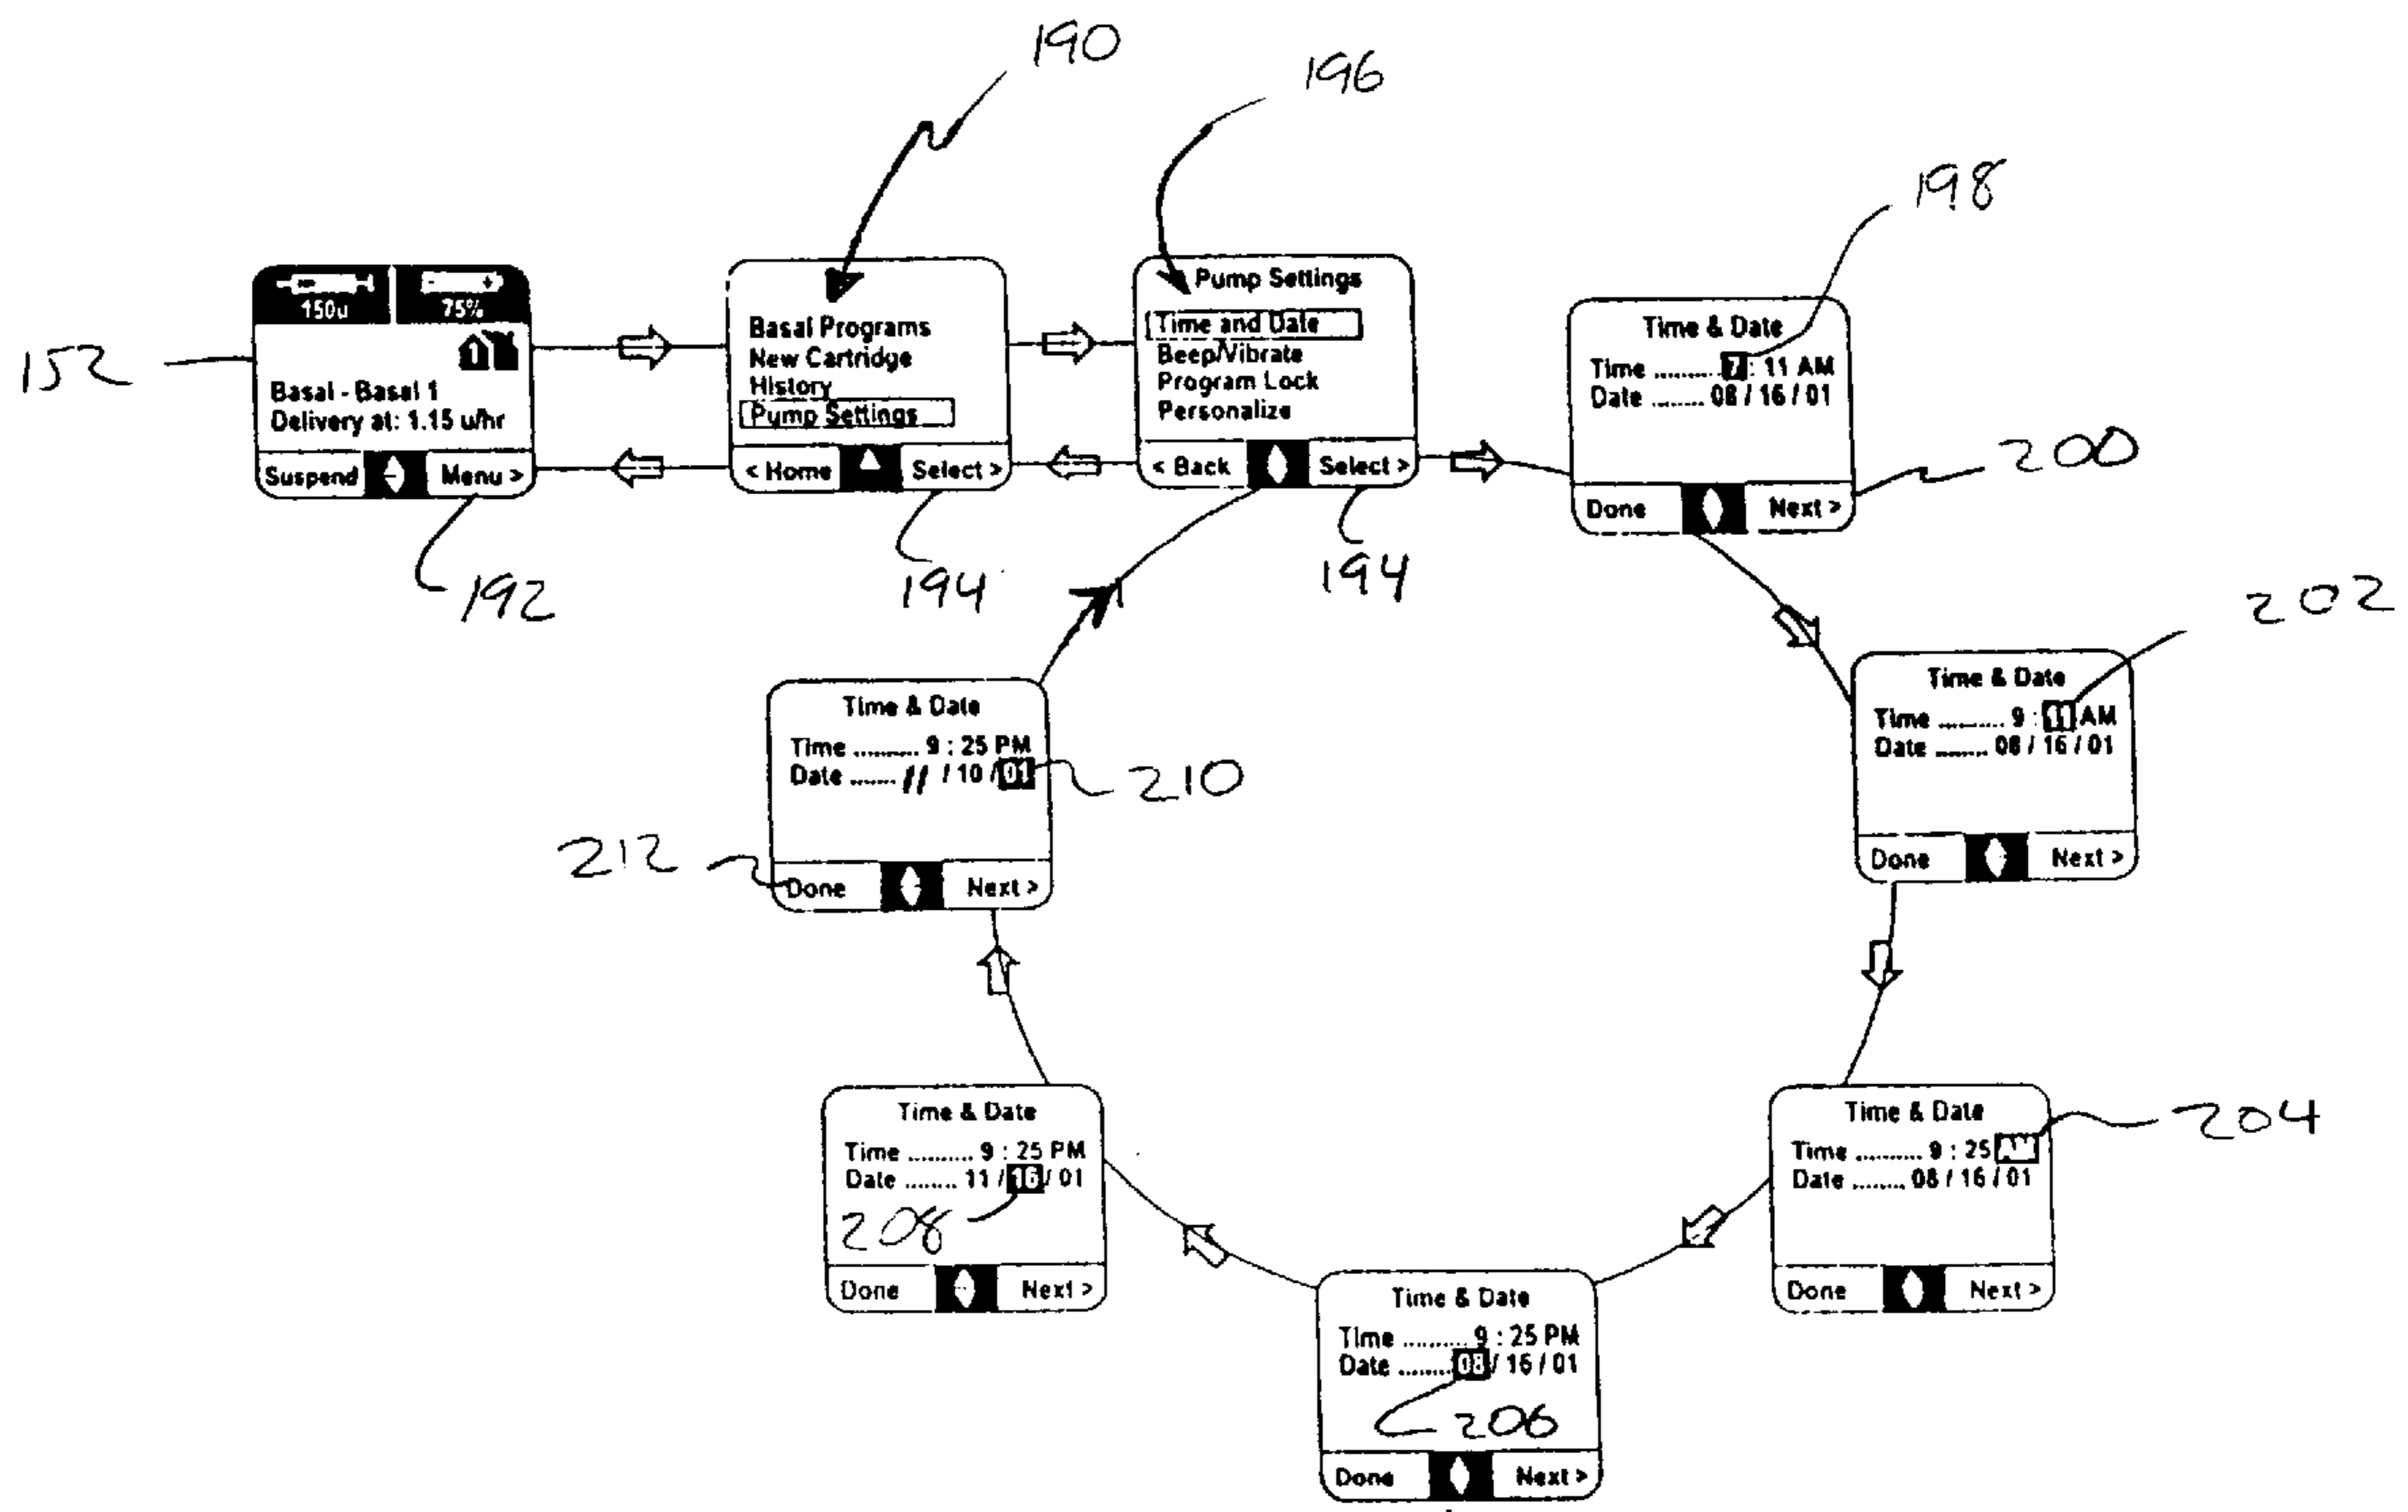 190
196
198
152
150u
75%
1
Basal - Basal 1
Delivery at: 1.15 u/hr
Suspend
Menu >
192
Basal Programs
New Cartridge
History
Pump Settings
< Home
Select >
194
Pump Settings
Time and Date
Beep/Vibrate
Program Lock
Personalize
< Back
Select >
194
Time & Date
Time .......... 7 : 11 AM
Date ........ 08 / 16 / 01
Done
Next >
200
202
Time & Date
Time .......... 9 : 11 AM
Date ........ 08 / 16 / 01
Done
Next >
Time & Date
Time .......... 9 : 25 AM
Date ........ 08 / 16 / 01
Done
Next >
204
Time & Date
Time .......... 9 : 25 PM
Date ........ 08 / 16 / 01
206
Done
Next >
Time & Date
Time .......... 9 : 25 PM
Date ........ 11 / 16 / 01
208
Done
Next >
Time & Date
Time .......... 9 : 25 PM
Date ....... 11 / 10 / 01
210
212
Done
Next >